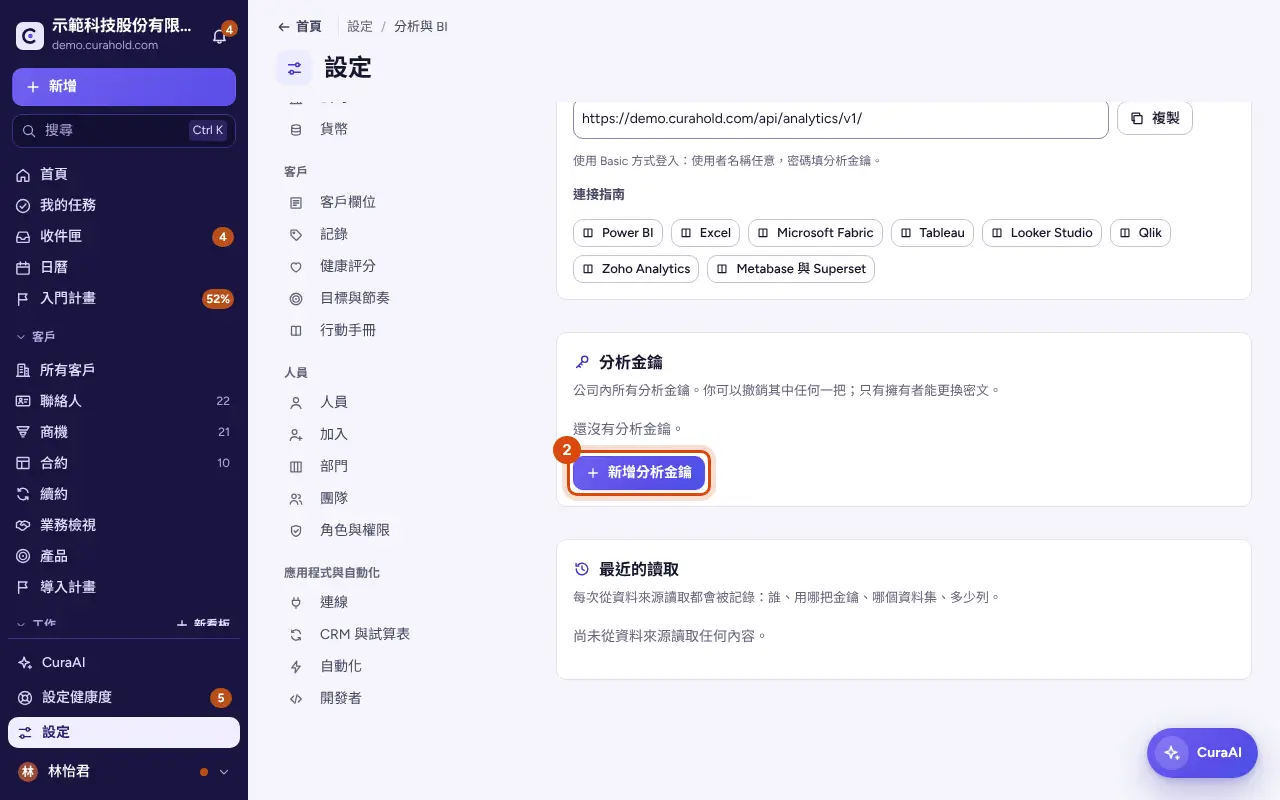 示範科技股份有限...
demo.curahold.com
4
新增
搜尋
Ctrl K
首頁
我的任務
收件匣
4
日曆
入門計畫
52%
客戶
所有客戶
聯絡人
22
商機
21
合約
10
續約
業務檢視
產品
導入計畫
工作
新看板
CuraAI
設定健康度
5
設定
林
林怡君
首頁
設定 / 分析與 BI
設定
貨幣
客戶
客戶欄位
記錄
健康評分
目標與節奏
行動手冊
人員
人員
加入
部門
團隊
角色與權限
應用程式與自動化
連線
CRM 與試算表
自動化
開發者
https://demo.curahold.com/api/analytics/v1/
複製
使用 Basic 方式登入：使用者名稱任意，密碼填分析金鑰。
連接指南
Power BI
Excel
Microsoft Fabric
Tableau
Looker Studio
Qlik
Zoho Analytics
Metabase 與 Superset
分析金鑰
公司內所有分析金鑰。你可以撤銷其中任何一把；只有擁有者能更換密文。
還沒有分析金鑰。
2
新增分析金鑰
最近的讀取
每次從資料來源讀取都會被記錄：誰、用哪把金鑰、哪個資料集、多少列。
尚未從資料來源讀取任何內容。
CuraAI